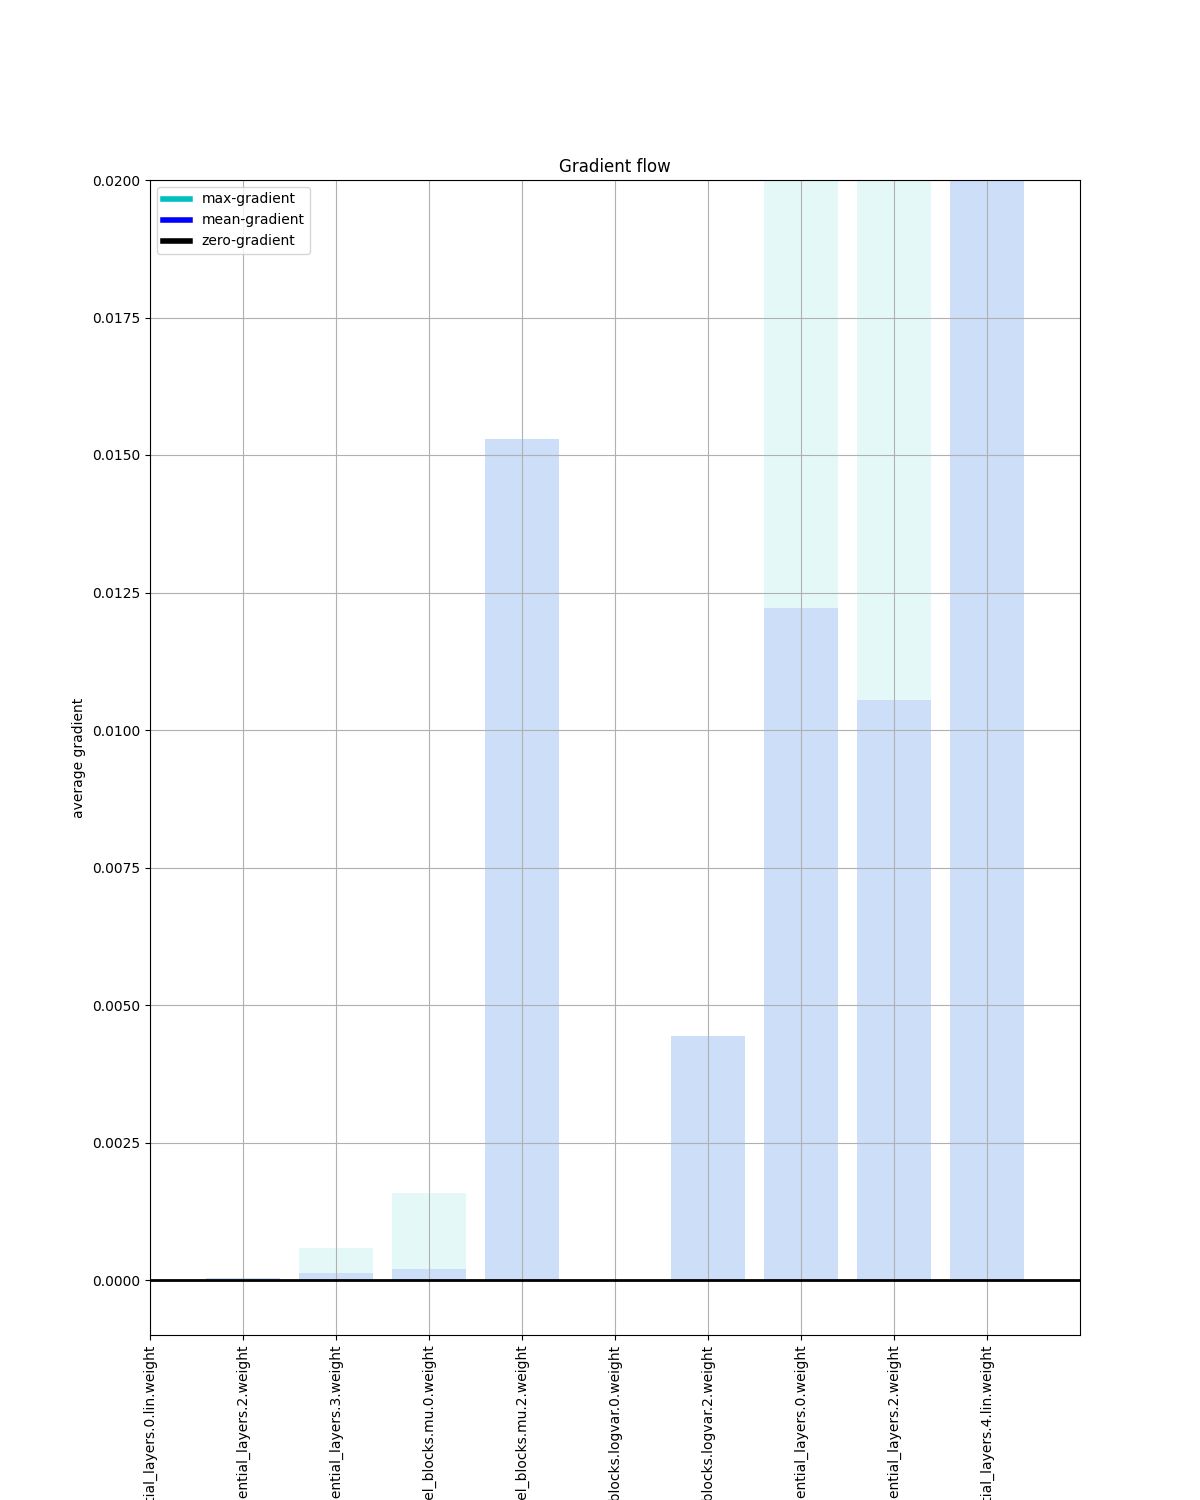 Gradient flow
max-gradient
mean-gradient
zero-gradient
0.0200
0.0175
0.0150
0.0125
0.0100
0.0075
0.0050
0.0025
0.0000
average gradient
tial_layers.0.lin.weight
ential_layers.2.weight
ential_layers.3.weight
el_blocks.mu.0.weight
el_blocks.mu.2.weight
blocks.logvar.0.weight
blocks.logvar.2.weight
ential_layers.0.weight
ential_layers.2.weight
tial_layers.4.lin.weight